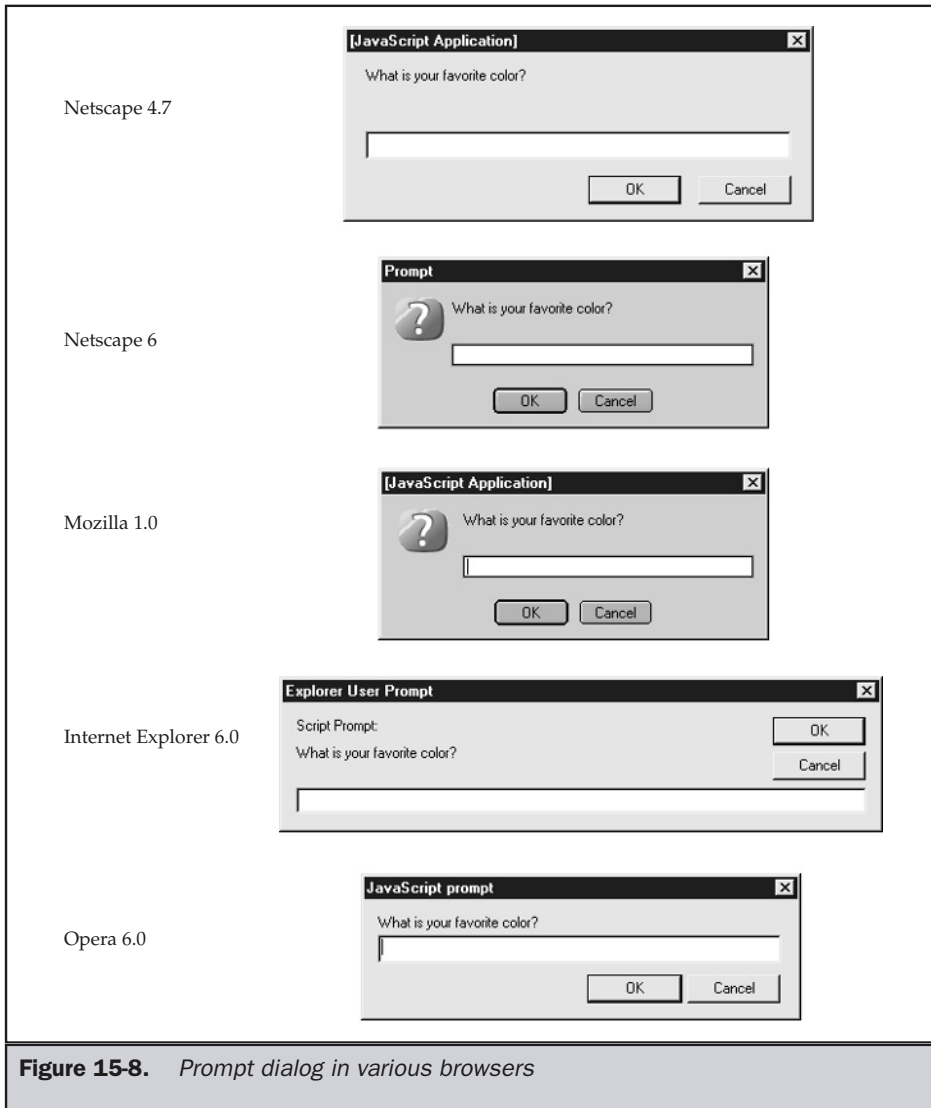 [JavaScript Application]
What is your favorite color?
Netscape 4.7
OK Cancel
Prompt
What is your favorite color?
Netscape 6
OK Cancel
[JavaScript Application]
What is your favorite color?
Mozilla 1.0
OK Cancel
Explorer User Prompt
Script Prompt:
OK
Internet Explorer 6.0
What is your favorite color?
Cancel
JavaScript prompt
What is your favorite color?
Opera 6.0
OK Cancel
Figure 15-8. Prompt dialog in various browsers